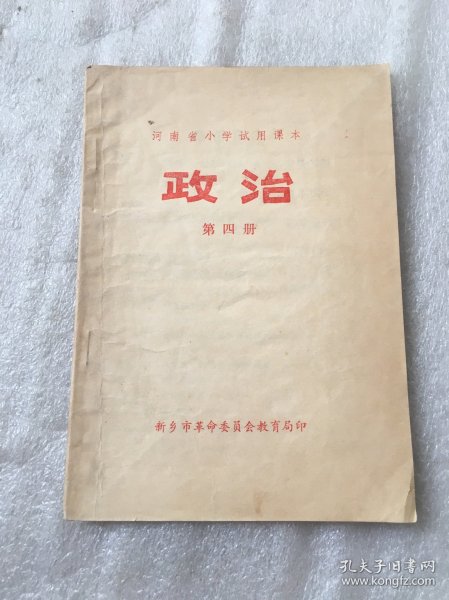 河南省小学试用课本
政治
第四册
新乡市革命委员会教育局印
孔夫子旧书网
www.kongfz.com